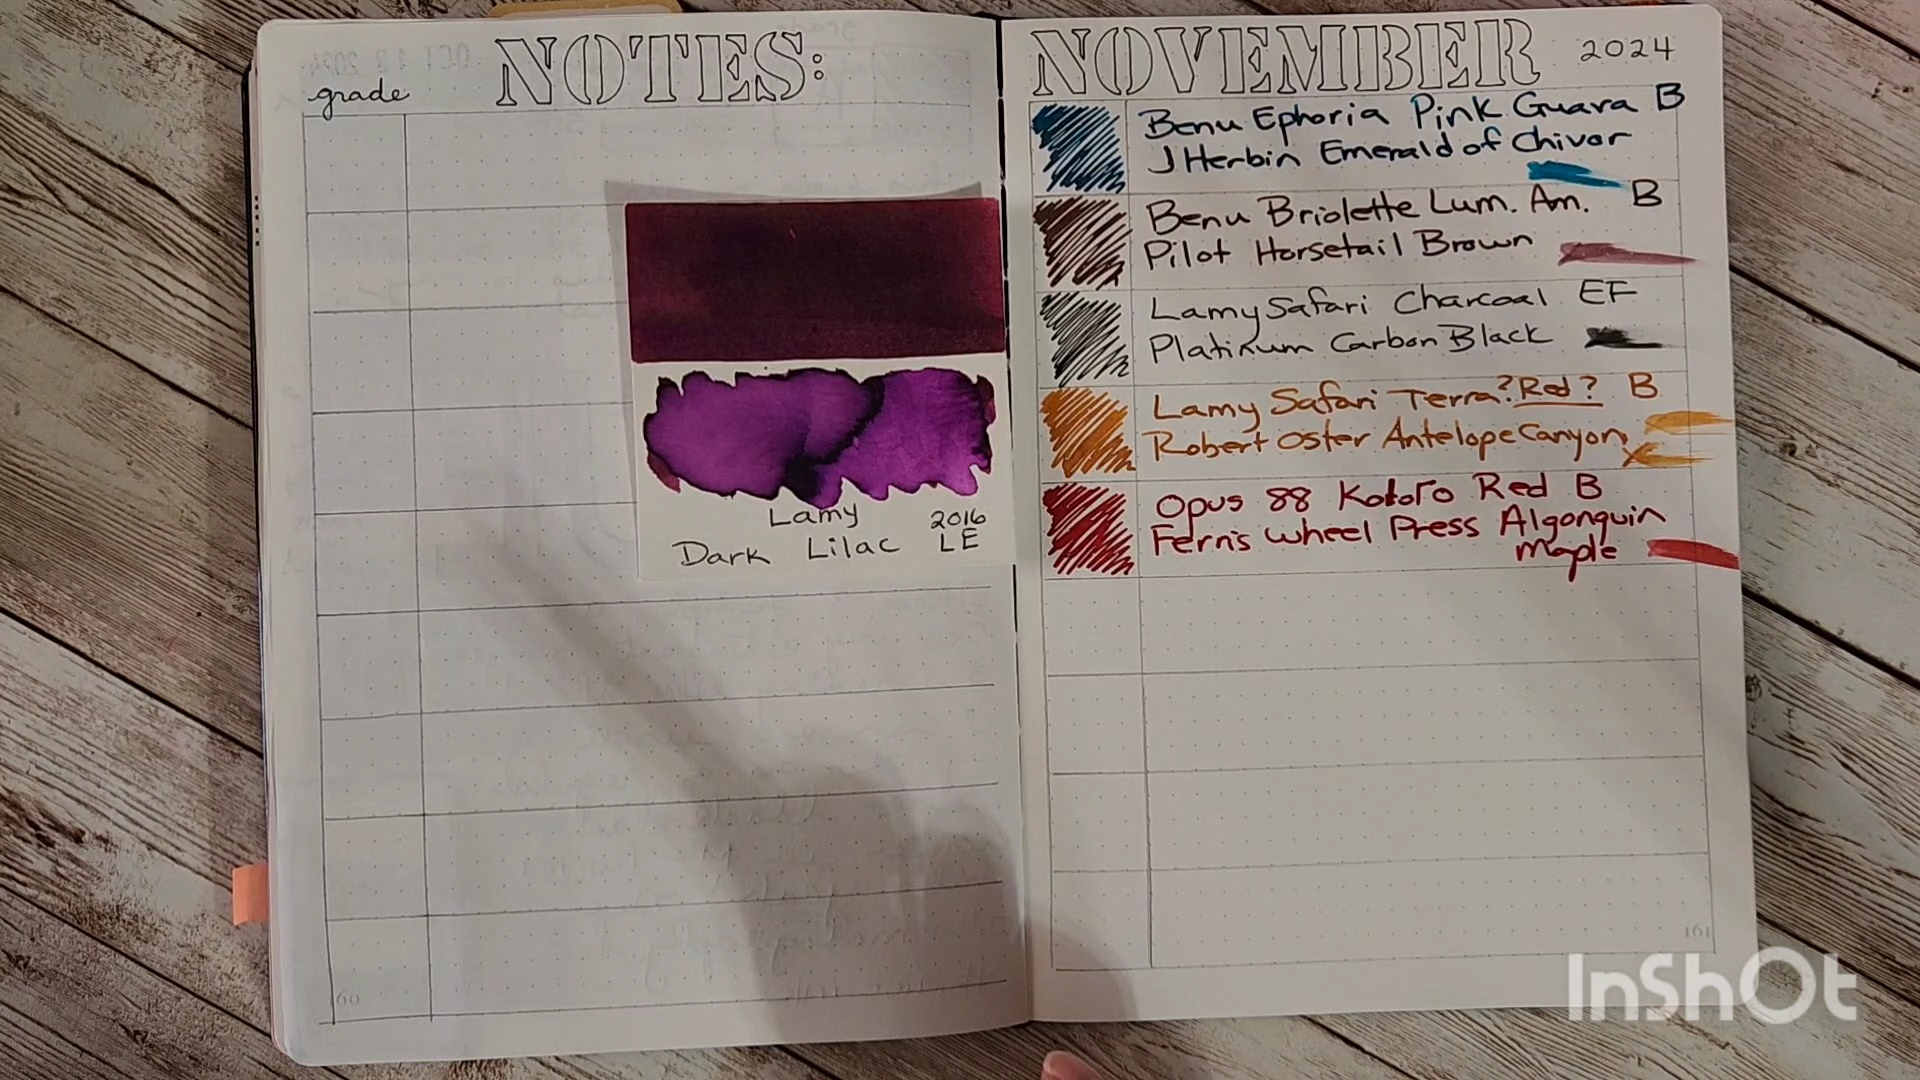 NOTES:
grade
Lamy 2016
Dark Lilac LE
60
NOVEMBER 2024
Benu Ephoria Pink Guava B
J Herbin Emerald of Chivor
Benu Briolette Lum. Am. B
Pilot Horsetail Brown
Lamy Safari Charcoal EF
Platinum Carbon Black
Lamy Safari Terra? Red? B
Robert Oster Antelope Canyon
Opus 88 Koloro Red B
Ferris Wheel Press Algonquin
Maple
161
InShOt